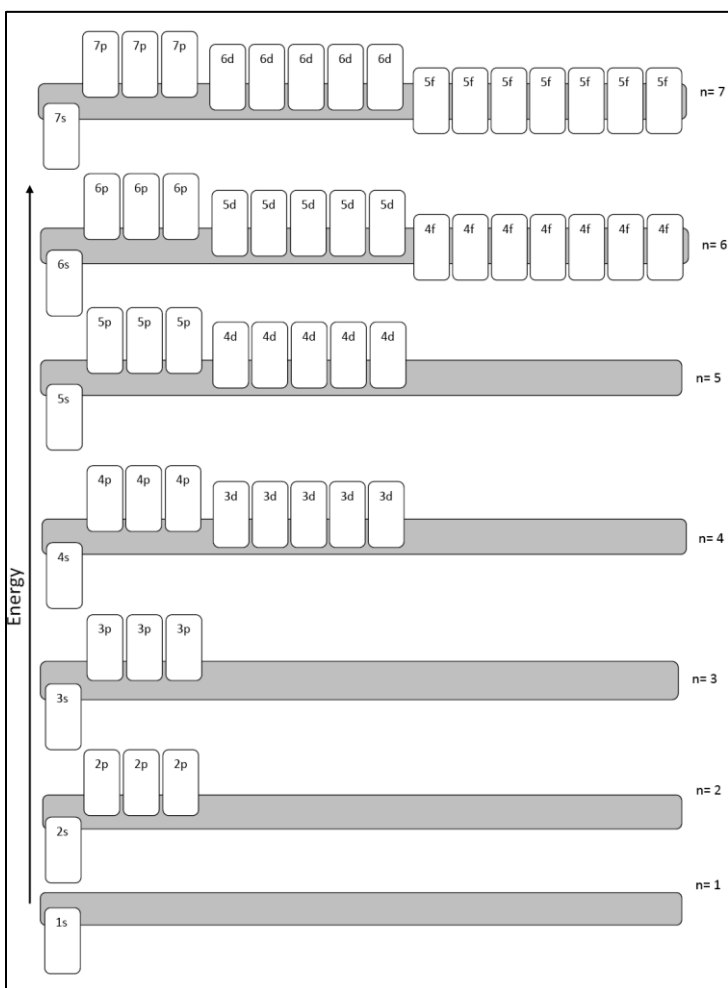 7p 7p 7p 6d 6d 6d 6d 6d
5f 5f 5f 5f 5f 5f 5f
n= 7
7s
6p 6p 6p 5d 5d 5d 5d 5d
4f 4f 4f 4f 4f 4f 4f
n= 6
6s
5p 5p 5p 4d 4d 4d 4d 4d
n= 5
5s
4p 4p 4p 3d 3d 3d 3d 3d
n= 4
4s
Energy
3p 3p 3p
n= 3
3s
2p 2p 2p
n= 2
2s
n= 1
1s